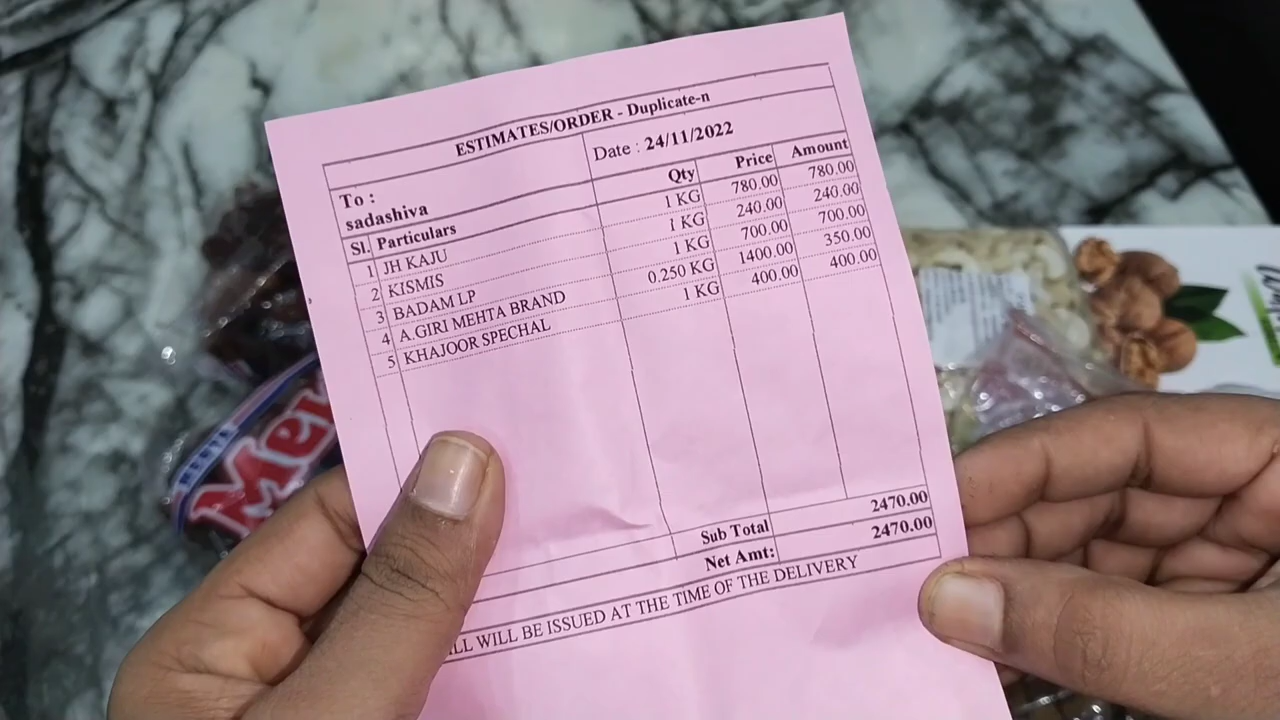 ESTIMATES/ORDER - Duplicate-n
To :
sadashiva
Date : 24/11/2022
Sl. Particulars Qty Price Amount
1 JH KAJU 1 KG 780.00 780.00
2 KISMIS 1 KG 240.00 240.00
3 BADAM LP 1 KG 700.00 700.00
4 A.GIRI MEHTA BRAND 0.250 KG 1400.00 350.00
5 KHAJOOR SPECHAL 1 KG 400.00 400.00
Sub Total 2470.00
Net Amt: 2470.00
WILL BE ISSUED AT THE TIME OF THE DELIVERY